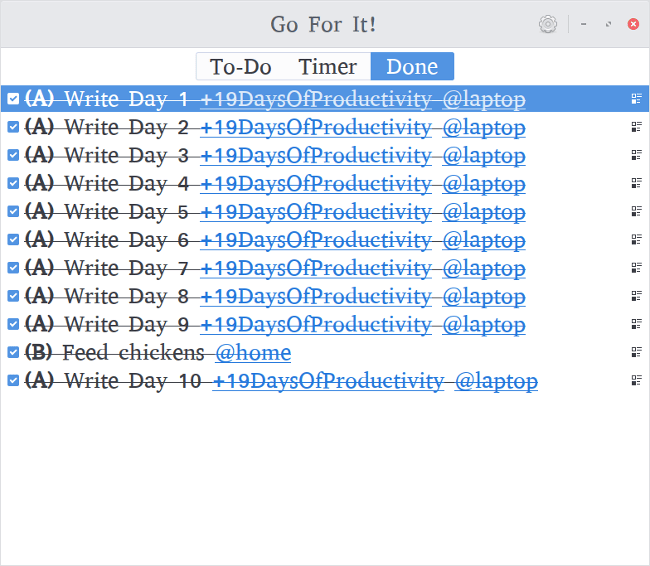 Go For It!
To-Do Timer Done
(A) Write Day 1 +19DaysOfProductivity @laptop
(A) Write Day 2 +19DaysOfProductivity @laptop
(A) Write Day 3 +19DaysOfProductivity @laptop
(A) Write Day 4 +19DaysOfProductivity @laptop
(A) Write Day 5 +19DaysOfProductivity @laptop
(A) Write Day 6 +19DaysOfProductivity @laptop
(A) Write Day 7 +19DaysOfProductivity @laptop
(A) Write Day 8 +19DaysOfProductivity @laptop
(A) Write Day 9 +19DaysOfProductivity @laptop
(B) Feed chickens @home
(A) Write Day 10 +19DaysOfProductivity @laptop